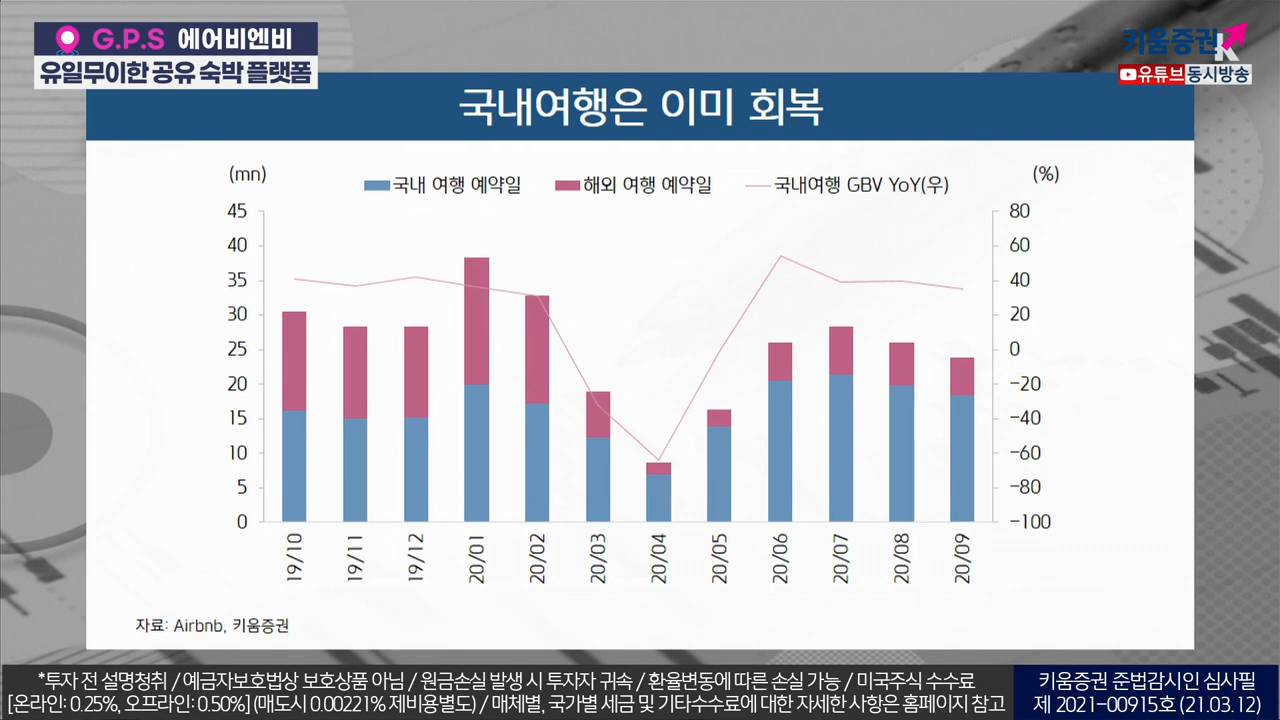 G.P.S 에어비엔비
유일무이한 공유 숙박 플랫폼
키움증권
유튜브동시방송
국내여행은 이미 회복
(mn)
국내 여행 예약일 해외 여행 예약일 국내여행 GBV YoY(우)
(%)
45 80
40 60
35 40
30 20
25 0
20 −20
15 −40
10 −60
5 −80
0 −100
19/10 19/11 19/12 20/01 20/02 20/03 20/04 20/05 20/06 20/07 20/08 20/09
자료: Airbnb, 키움증권
*투자 전 설명청취 / 예금자보호법상 보호상품 아님 / 원금손실 발생 시 투자자 귀속 / 환율변동에 따른 손실 가능 / 미국주식 수수료
[온라인: 0.25%, 오프라인: 0.50%] (매도시 0.00221% 제비용별도) / 매체별, 국가별 세금 및 기타수수료에 대한 자세한 사항은 홈페이지 참고
키움증권 준법감시인 심사필
제 2021-00915호 (21.03.12)